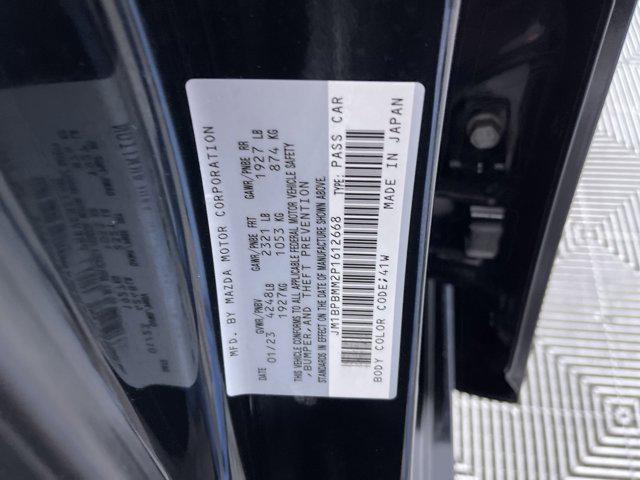 MFD. BY MAZDA MOTOR CORPORATION
DATE GVWR/PNBV GAWR/PNBE FRT GAWR/PNBE RR
01/23 4248LB 2321 LB 1927 LB
1927KG 1053 KG 874 KG
THIS VEHICLE CONFORMS TO ALL APPLICABLE FEDERAL MOTOR VEHICLE SAFETY
,BUMPER,AND THEFT PREVENTION
STANDARDS IN EFFECT ON THE DATE OF MANUFACTURE SHOWN ABOVE.
JM1BPBMM2P1612668 TYPE: PASS CAR
BODY COLOR CODE;41W MADE IN JAPAN